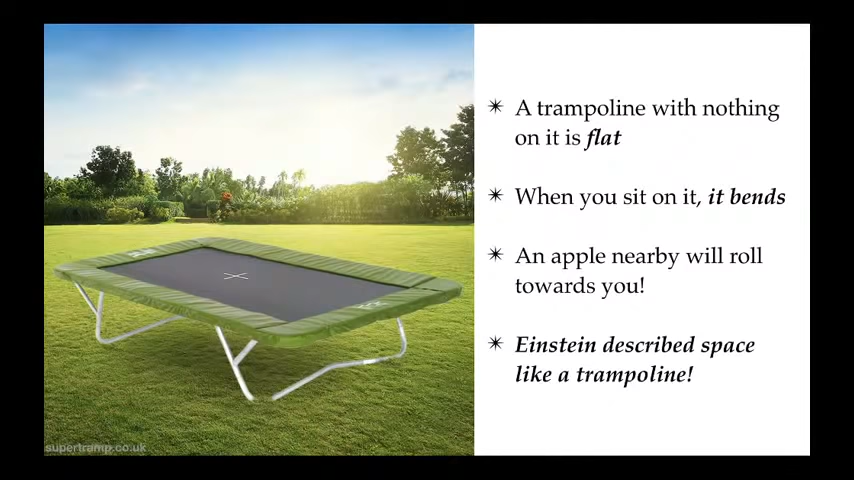 ✴ A trampoline with nothing
on it is flat
✴ When you sit on it, it bends
✴ An apple nearby will roll
towards you!
✴ Einstein described space
like a trampoline!
supertramp.co.uk